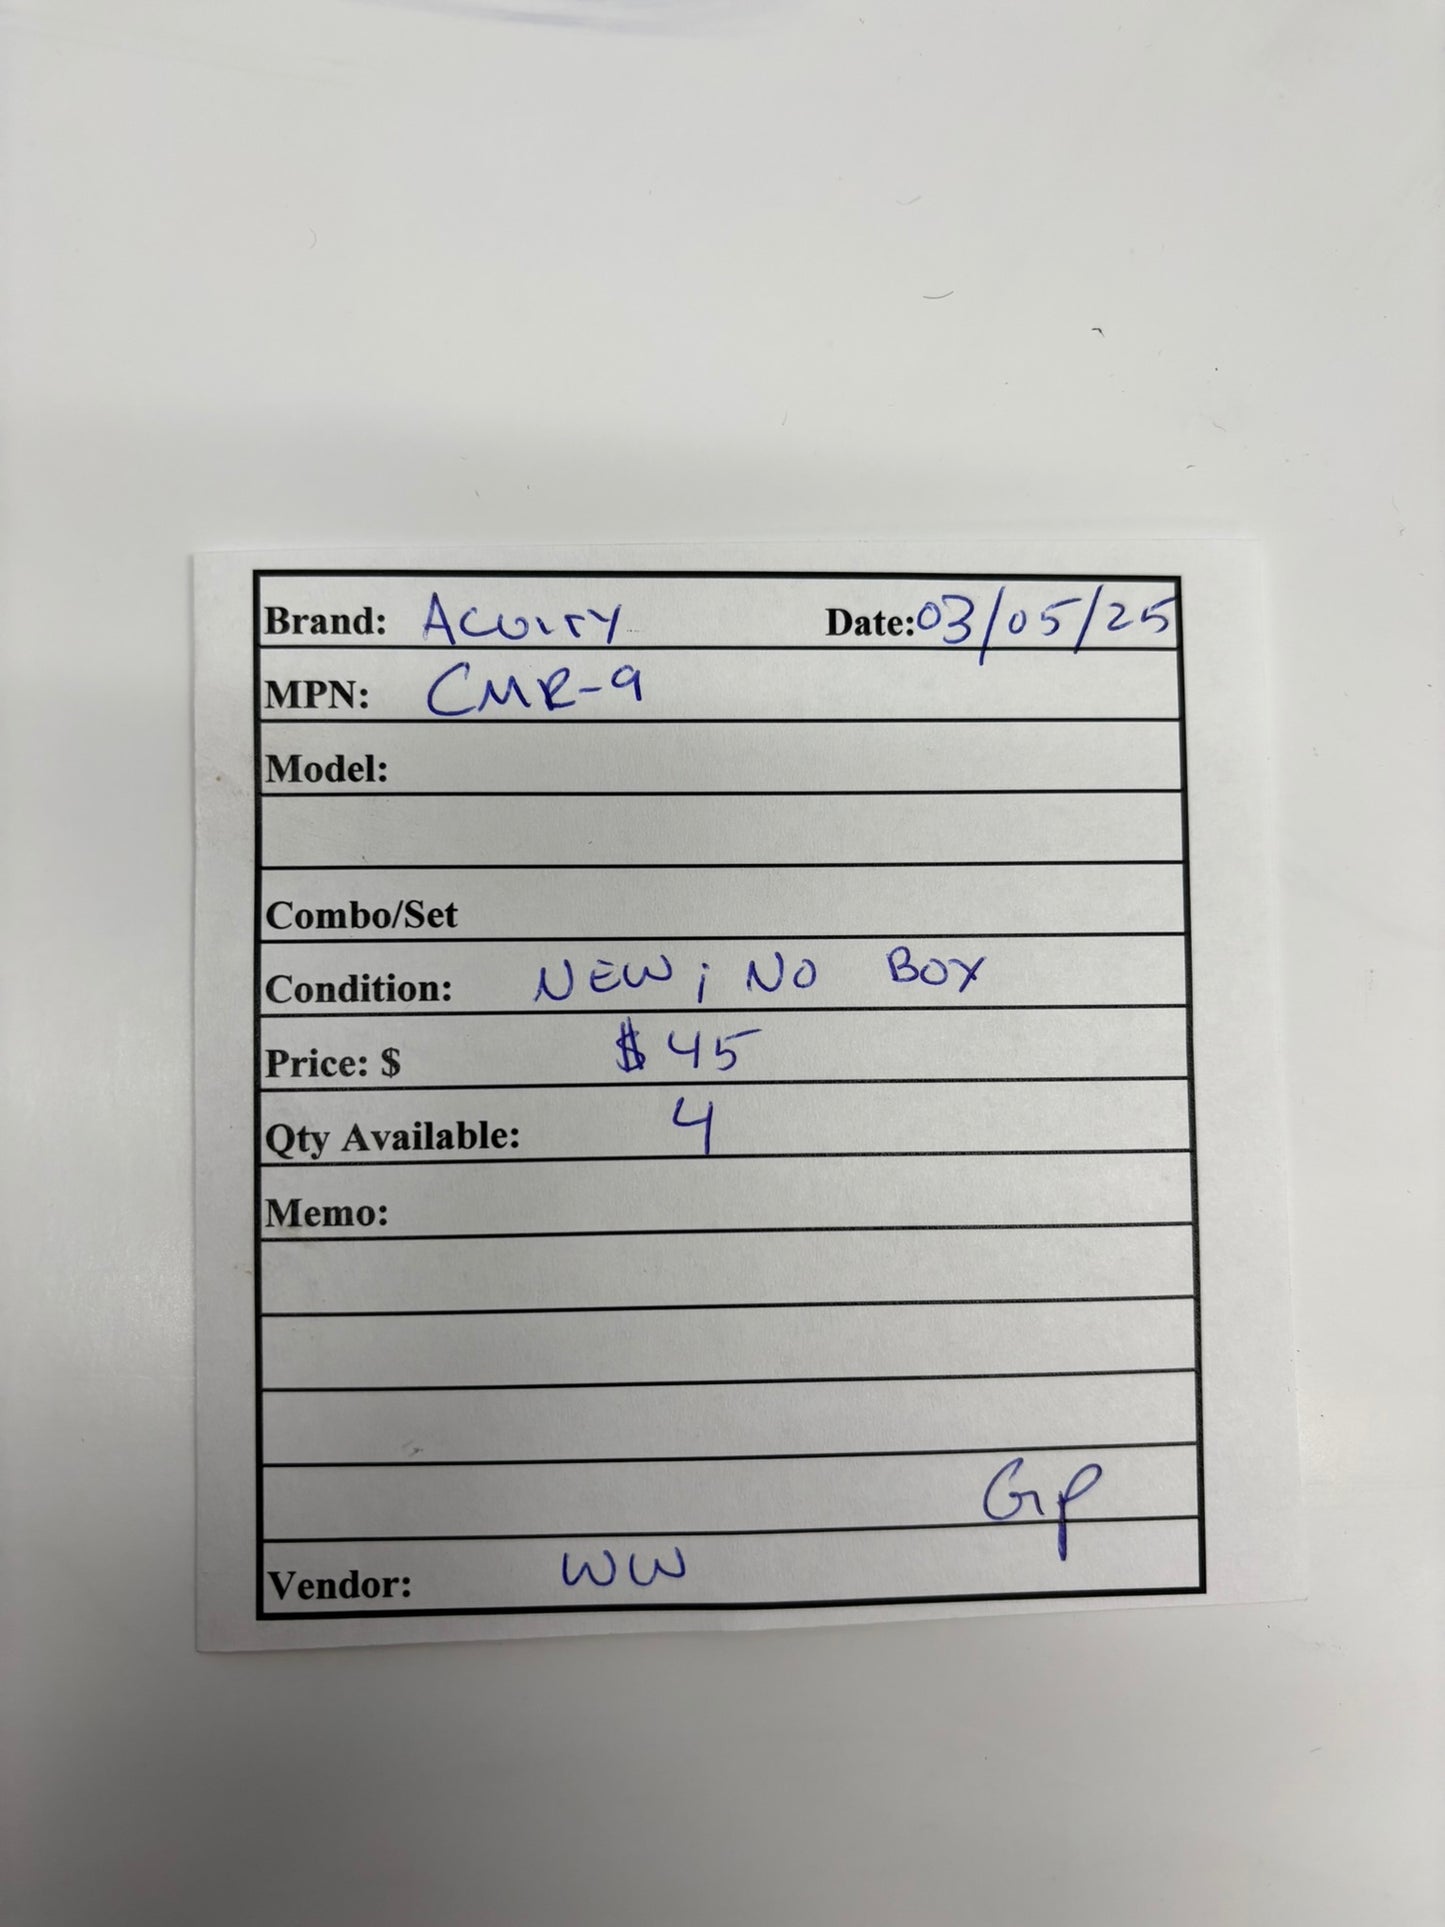 Brand: ACUITY Date: 03/05/25
MPN: CMR-9
Model:
Combo/Set
Condition: NEW; NO BOX
Price: $ $45
Qty Available: 4
Memo:
GP
Vendor: WW